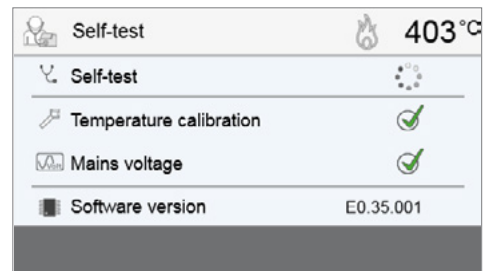 Self-test 403°C
Self-test
Temperature calibration
Mains voltage
Software version E0.35.001